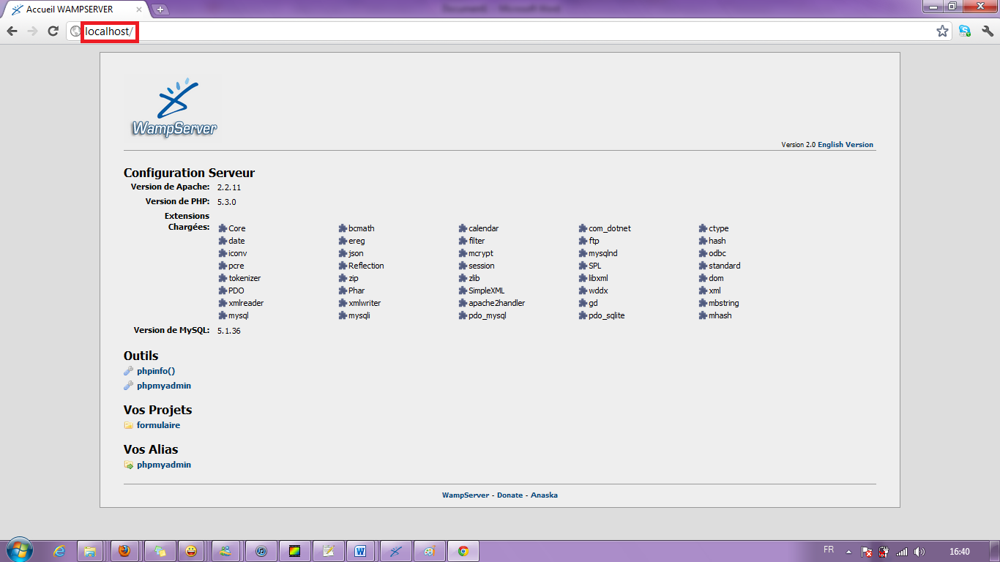 Accueil WAMPSERVER
localhost/
WampServer
Version 2.0 English Version
Configuration Serveur
Version de Apache: 2.2.11
Version de PHP: 5.3.0
Extensions
Chargées:
Core bcmath calendar com_dotnet ctype
date ereg filter ftp hash
iconv json mcrypt mysqlnd odbc
pcre Reflection session SPL standard
tokenizer zip zlib libxml dom
PDO Phar SimpleXML wddx xml
xmlreader xmlwriter apache2handler gd mbstring
mysql mysqli pdo_mysql pdo_sqlite mhash
Version de MySQL: 5.1.36
Outils
phpinfo()
phpmyadmin
Vos Projets
formulaire
Vos Alias
phpmyadmin
WampServer - Donate - Anaska
FR
16:40